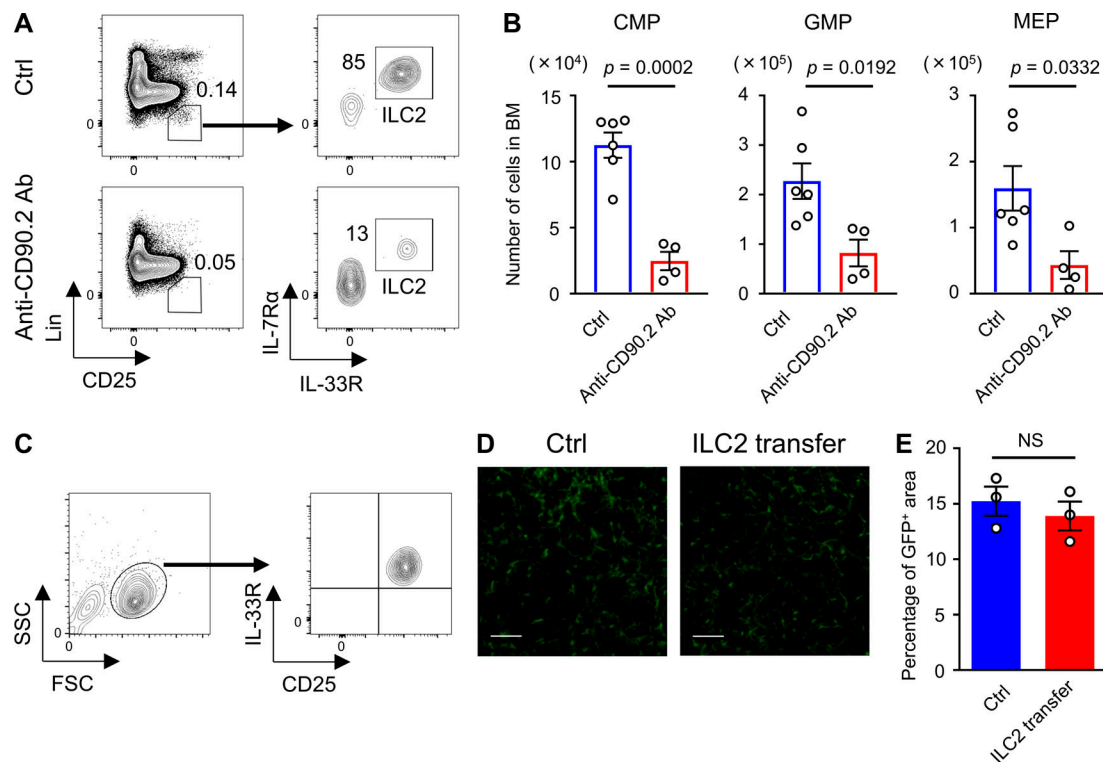 A
Ctrl
0
0.14
0
85
ILC2
0
Anti-CD90.2 Ab
0
0.05
0
13
ILC2
0
Lin
CD25
IL-7Rα
IL-33R
B
CMP
GMP
MEP
(×10⁴)
p = 0.0002
(×10⁵)
p = 0.0192
(×10⁵)
p = 0.0332
Number of cells in BM
15
10
5
0
Ctrl
Anti-CD90.2 Ab
4
3
2
1
0
Ctrl
Anti-CD90.2 Ab
3
2
1
0
Ctrl
Anti-CD90.2 Ab
C
SSC
0
0
FSC
IL-33R
0
0
CD25
D
Ctrl
ILC2 transfer
E
NS
Percentage of GFP⁺ area
20
15
10
5
0
Ctrl
ILC2 transfer